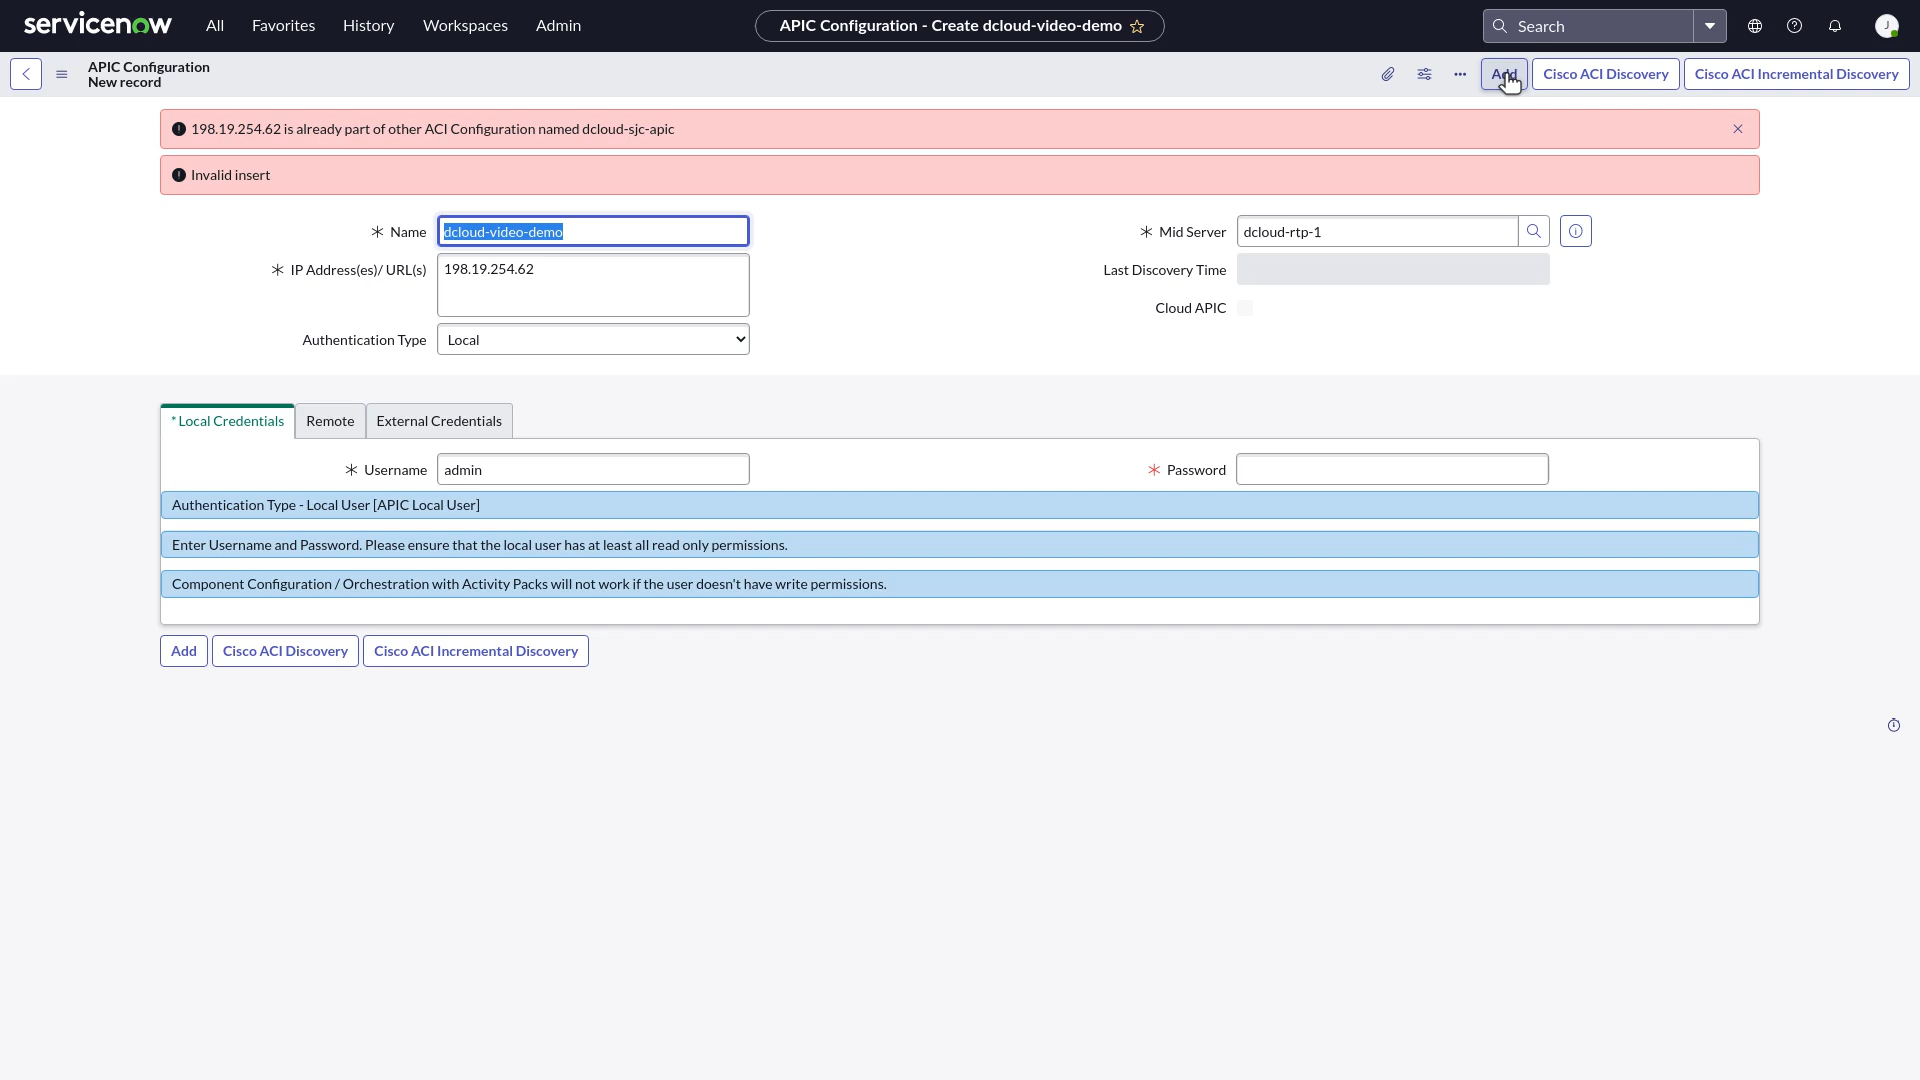 servicenow All Favorites History Workspaces Admin APIC Configuration - Create dcloud-video-demo Search J
APIC Configuration
New record
Add Cisco ACI Discovery Cisco ACI Incremental Discovery
198.19.254.62 is already part of other ACI Configuration named dcloud-sjc-apic
Invalid insert
Name dcloud-video-demo Mid Server dcloud-rtp-1
IP Address(es)/ URL(s) 198.19.254.62 Last Discovery Time
Cloud APIC
Authentication Type Local
* Local Credentials Remote External Credentials
Username admin Password
Authentication Type - Local User [APIC Local User]
Enter Username and Password. Please ensure that the local user has at least all read only permissions.
Component Configuration / Orchestration with Activity Packs will not work if the user doesn't have write permissions.
Add Cisco ACI Discovery Cisco ACI Incremental Discovery